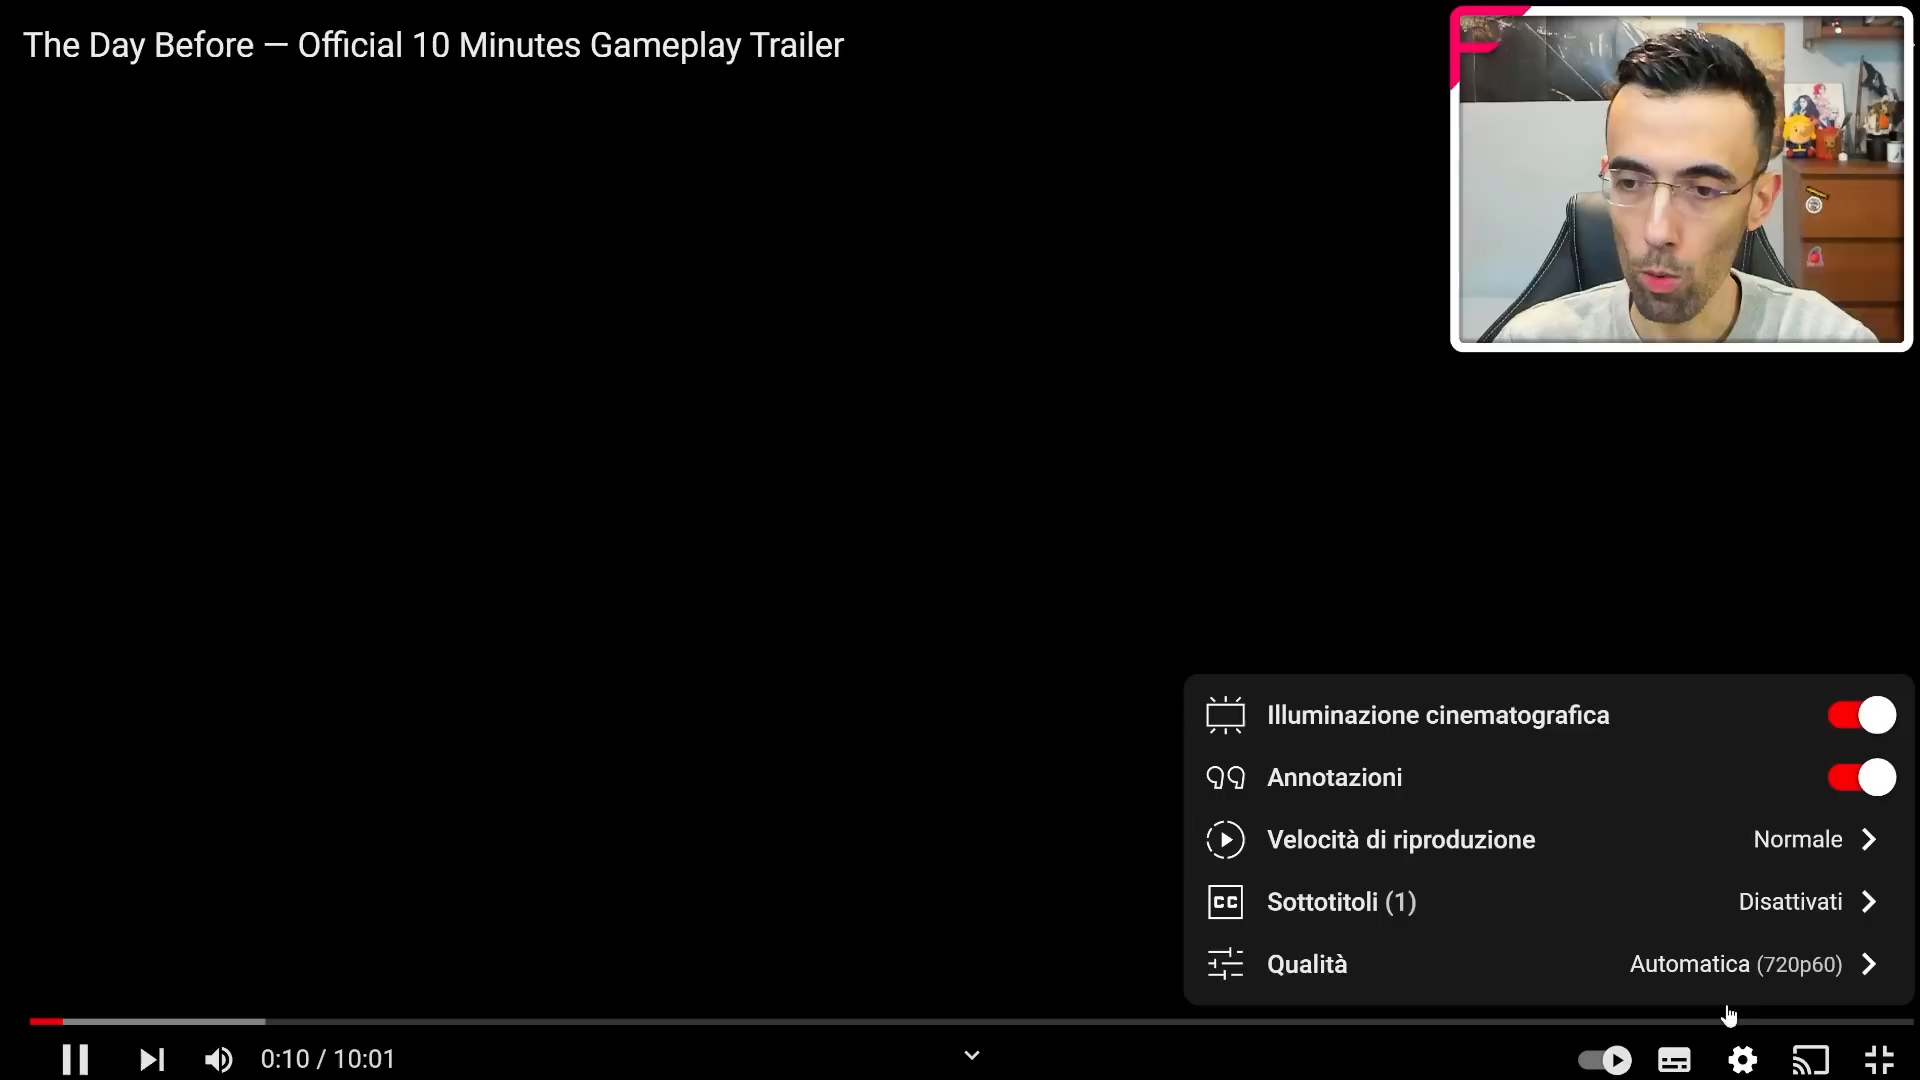 The Day Before — Official 10 Minutes Gameplay Trailer
Illuminazione cinematografica
Annotazioni
Velocità di riproduzione Normale
Sottotitoli (1) Disattivati
Qualità Automatica (720p60)
0:10 / 10:01